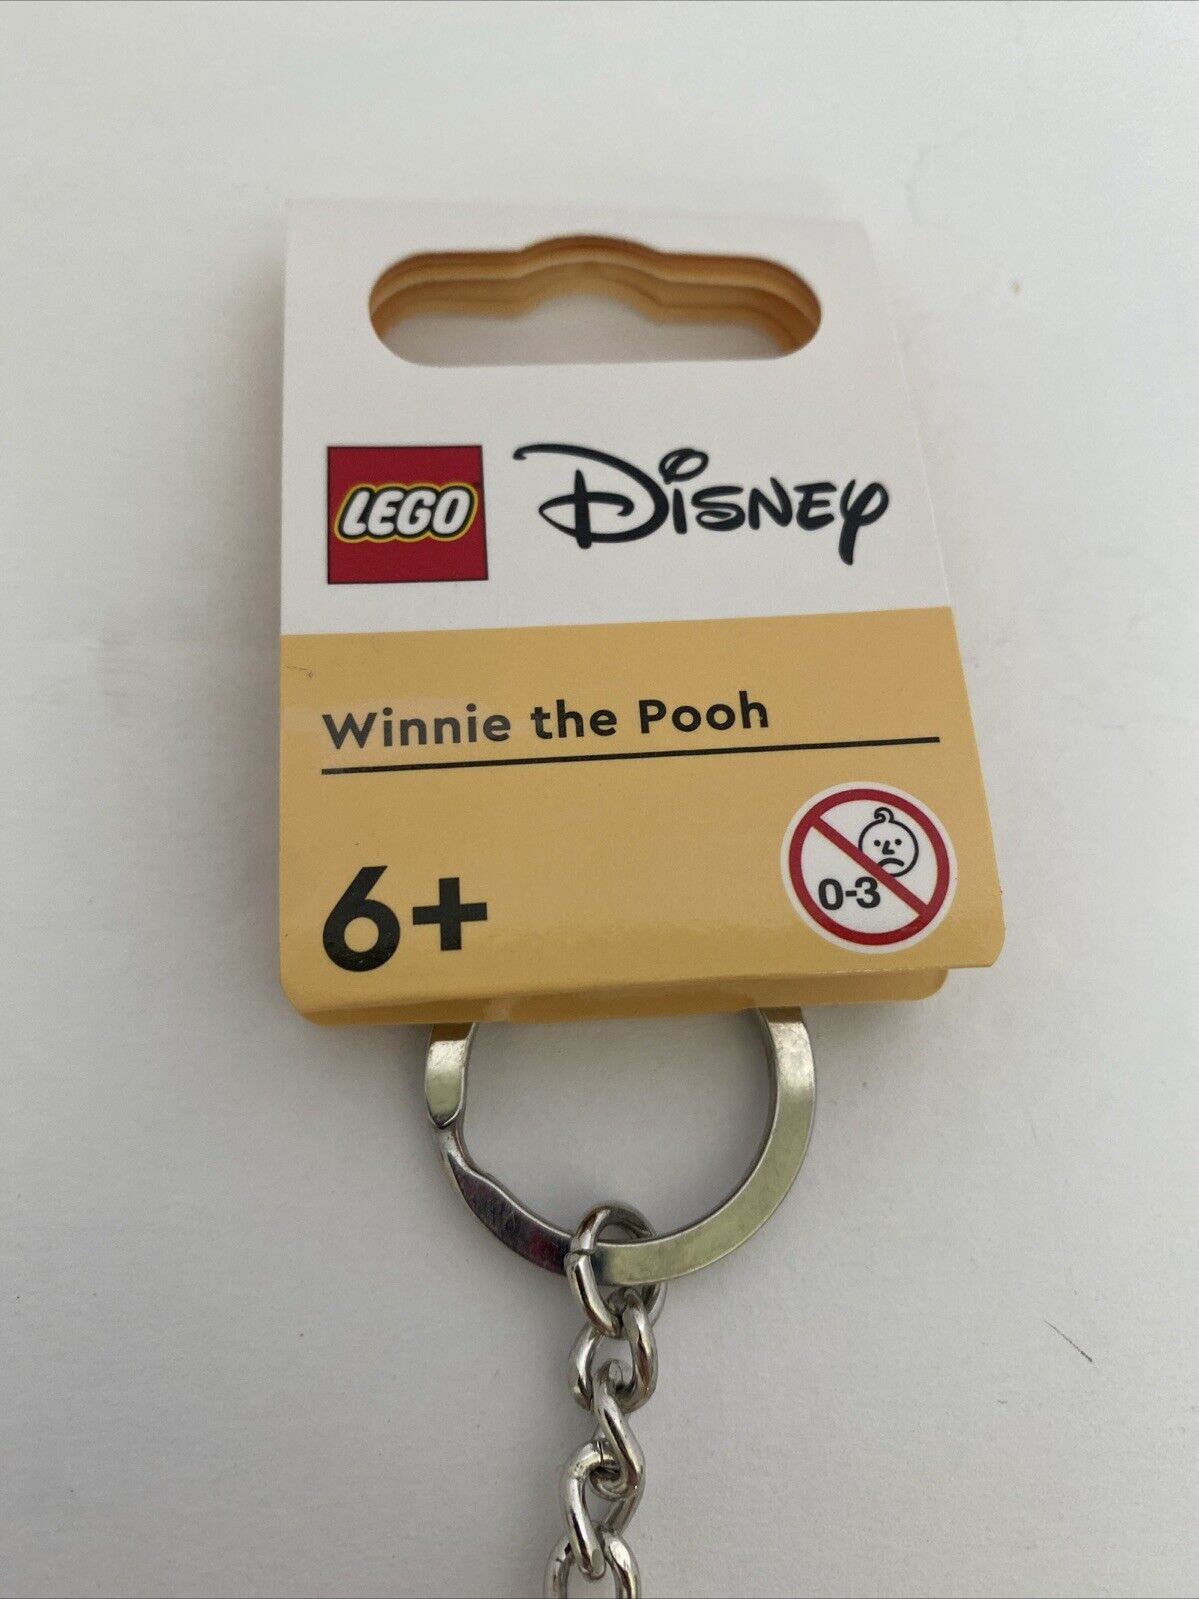 LEGO Disney
Winnie the Pooh
6+
0-3